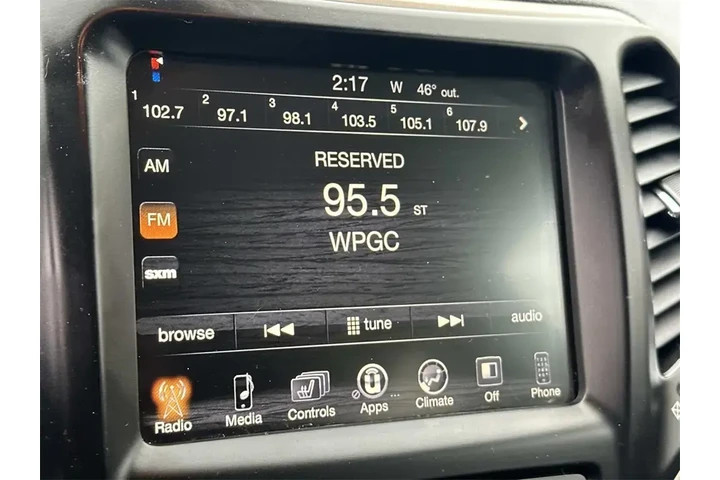 2:17 W 46° out.
1 102.7 2 97.1 3 98.1 4 103.5 5 105.1 6 107.9
AM
RESERVED
95.5 ST
FM
WPGC
sxm
browse tune audio
Radio Media Controls Apps ... Climate Off Phone